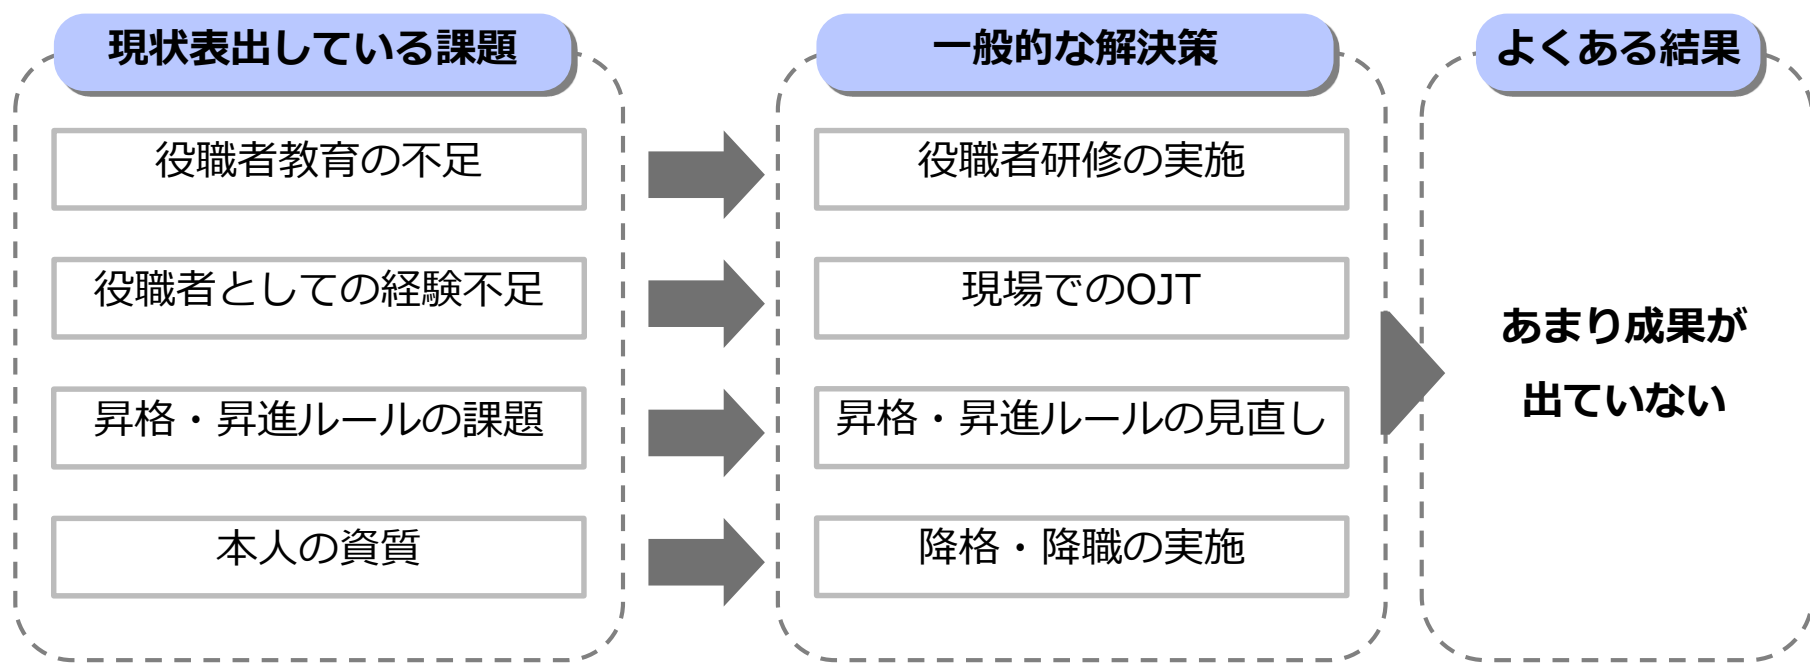 現状表出している課題
一般的な解決策
よくある結果
役職者教育の不足
役職者研修の実施
役職者としての経験不足
現場でのOJT
昇格・昇進ルールの課題
昇格・昇進ルールの見直し
本人の資質
降格・降職の実施
あまり成果が
出ていない